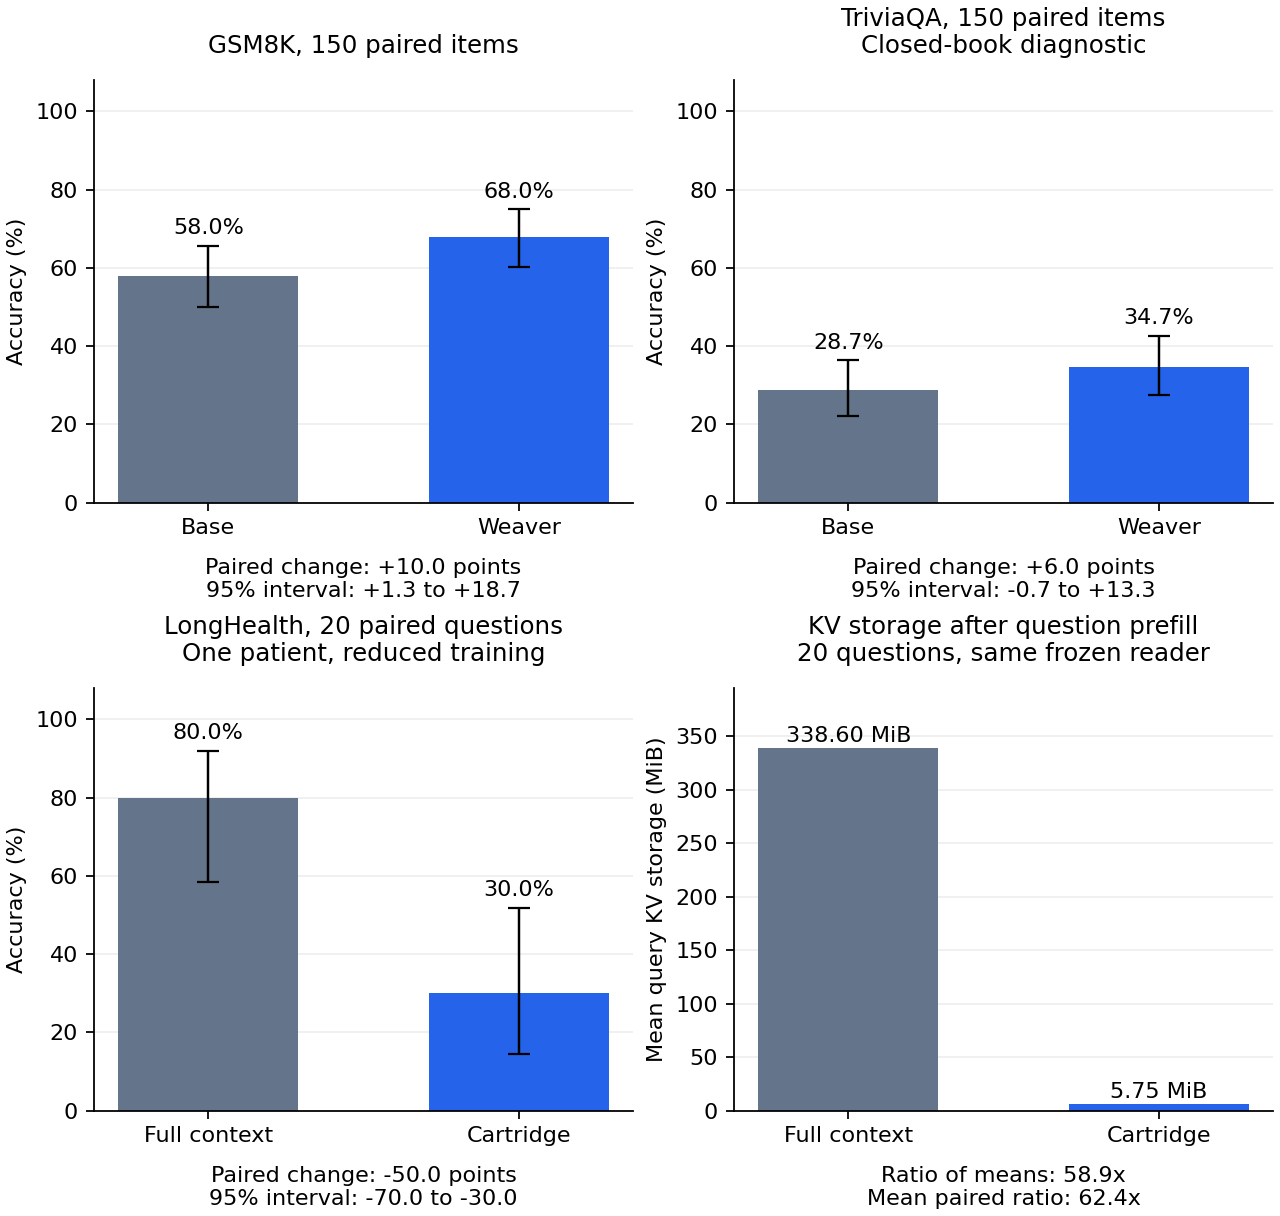 GSM8K, 150 paired items
Accuracy (%)
100
80
60
40
20
0
58.0%
68.0%
Base
Weaver
Paired change: +10.0 points
95% interval: +1.3 to +18.7
TriviaQA, 150 paired items
Closed-book diagnostic
Accuracy (%)
100
80
60
40
20
0
28.7%
34.7%
Base
Weaver
Paired change: +6.0 points
95% interval: -0.7 to +13.3
LongHealth, 20 paired questions
One patient, reduced training
Accuracy (%)
100
80
60
40
20
0
80.0%
30.0%
Full context
Cartridge
Paired change: -50.0 points
95% interval: -70.0 to -30.0
KV storage after question prefill
20 questions, same frozen reader
Mean query KV storage (MiB)
350
300
250
200
150
100
50
0
338.60 MiB
5.75 MiB
Full context
Cartridge
Ratio of means: 58.9x
Mean paired ratio: 62.4x